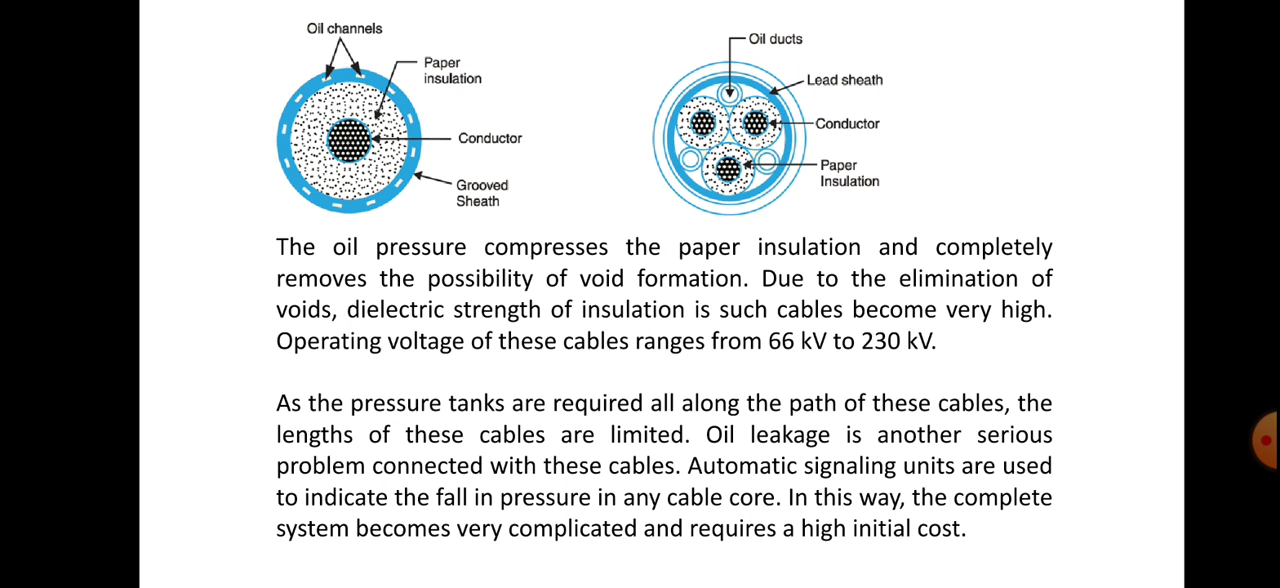 Oil channels
Paper
insulation
Conductor
Grooved
Sheath
Oil ducts
Lead sheath
Conductor
Paper
Insulation
The oil pressure compresses the paper insulation and completely
removes the possibility of void formation. Due to the elimination of
voids, dielectric strength of insulation is such cables become very high.
Operating voltage of these cables ranges from 66 kV to 230 kV.
As the pressure tanks are required all along the path of these cables, the
lengths of these cables are limited. Oil leakage is another serious
problem connected with these cables. Automatic signaling units are used
to indicate the fall in pressure in any cable core. In this way, the complete
system becomes very complicated and requires a high initial cost.